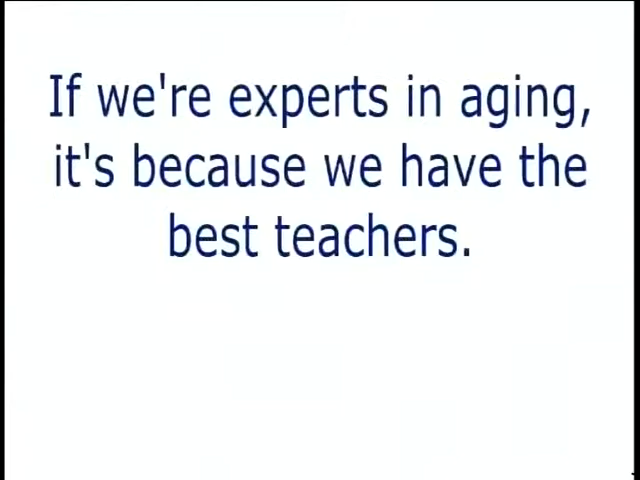 If we're experts in aging,
it's because we have the
best teachers.